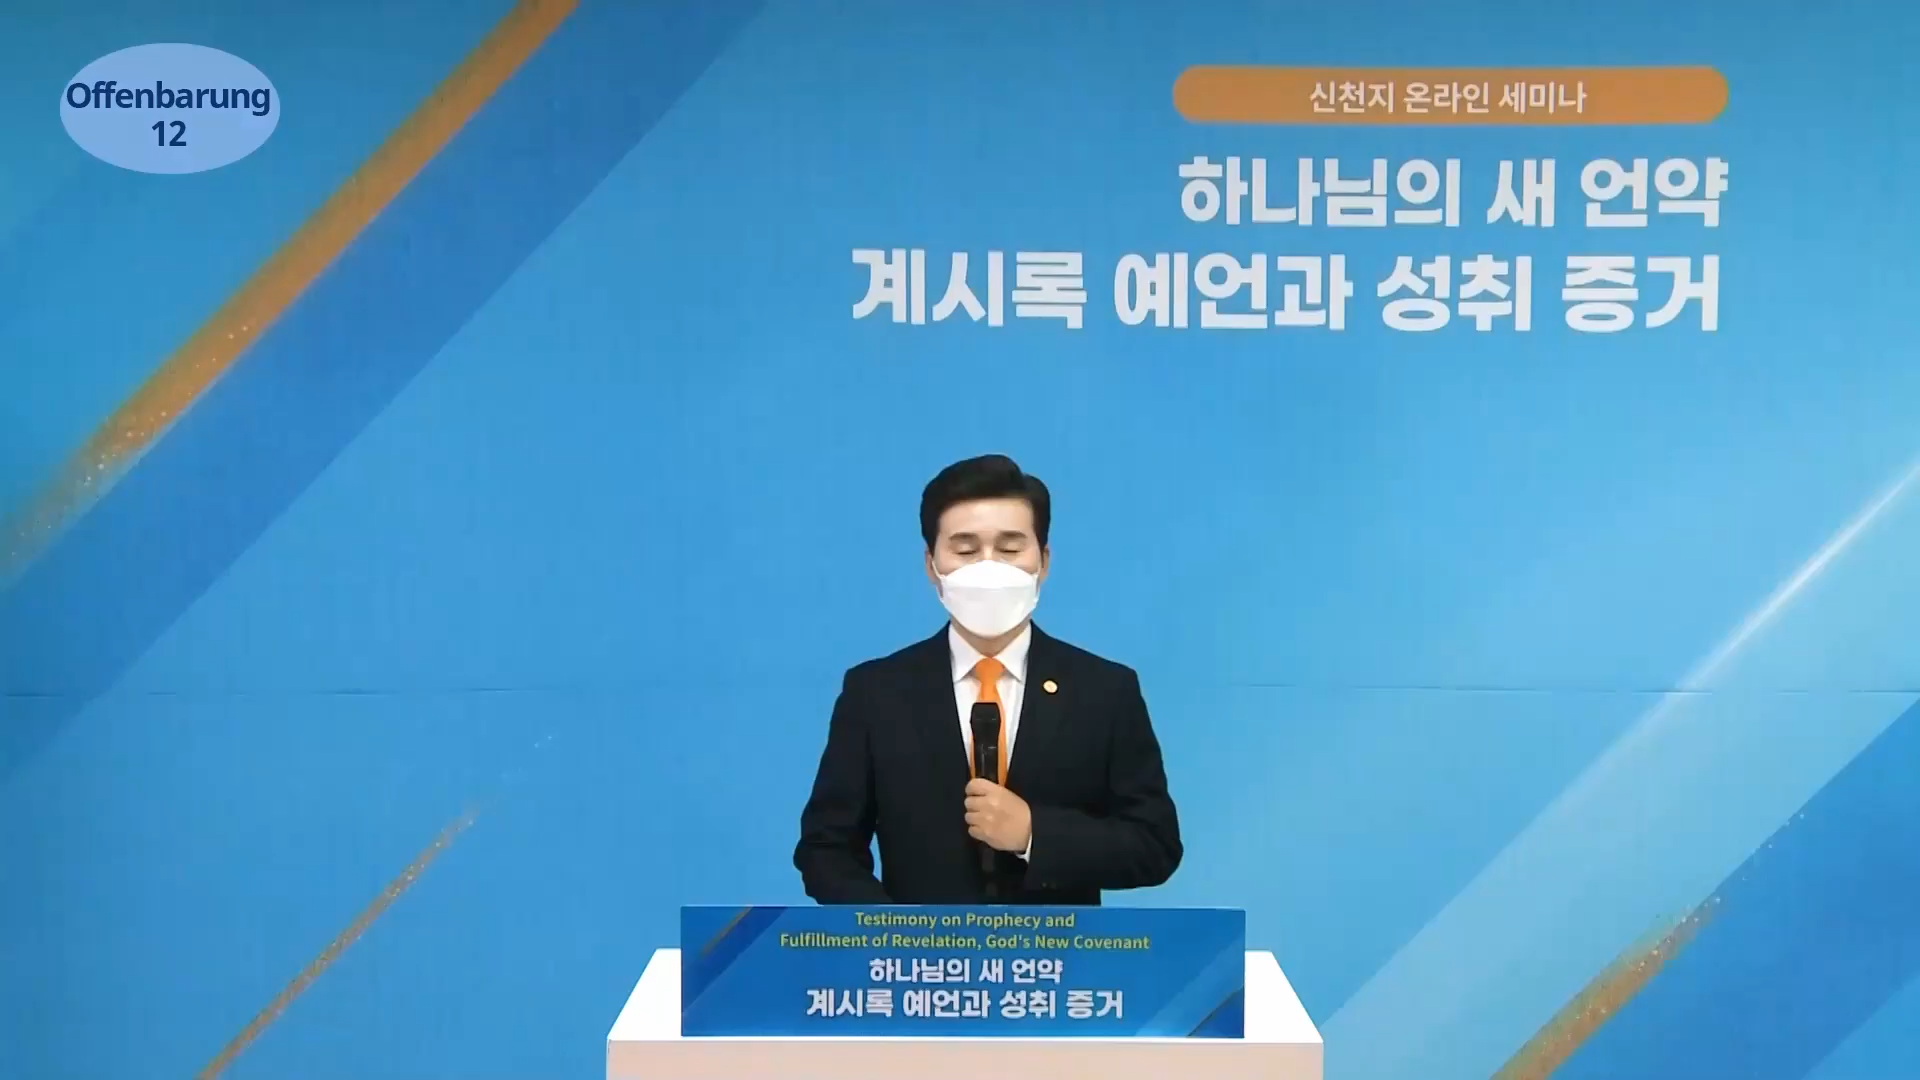 Offenbarung
12
신천지 온라인 세미나
하나님의 새 언약
계시록 예언과 성취 증거
Testimony on Prophecy and
Fulfillment of Revelation, God's New Covenant
하나님의 새 언약
계시록 예언과 성취 증거